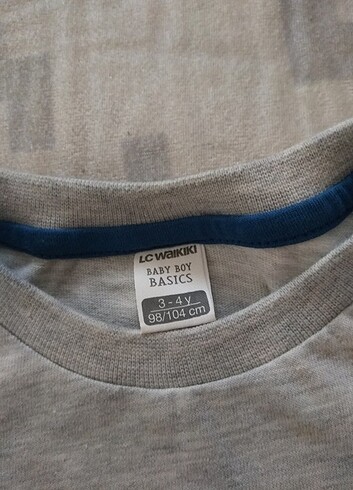 LC WAIKIKI
BABY BOY
BASICS
3 - 4 y
98/104 cm